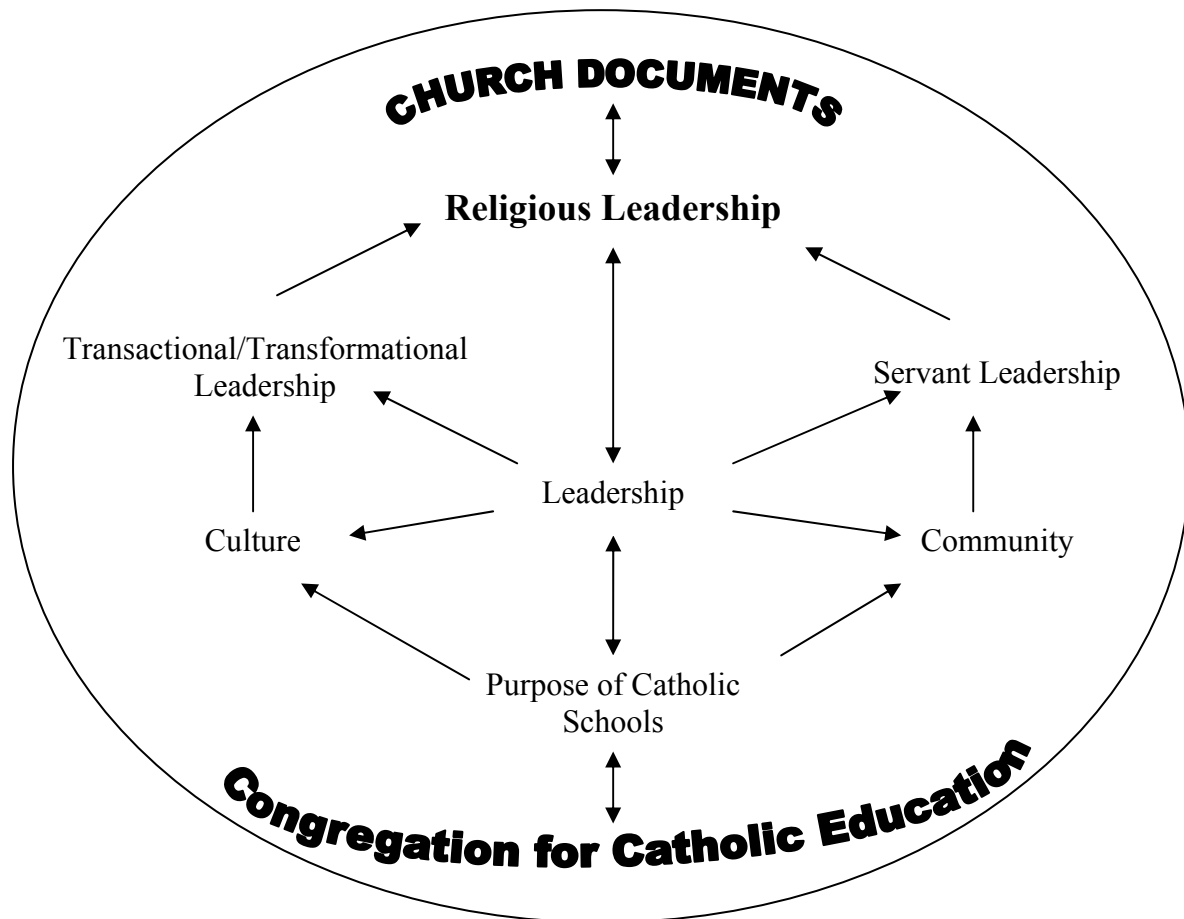 CHURCH DOCUMENTS
Religious Leadership
Transactional/Transformational
Leadership
Servant Leadership
Leadership
Culture
Community
Purpose of Catholic
Schools
Congregation for Catholic Education